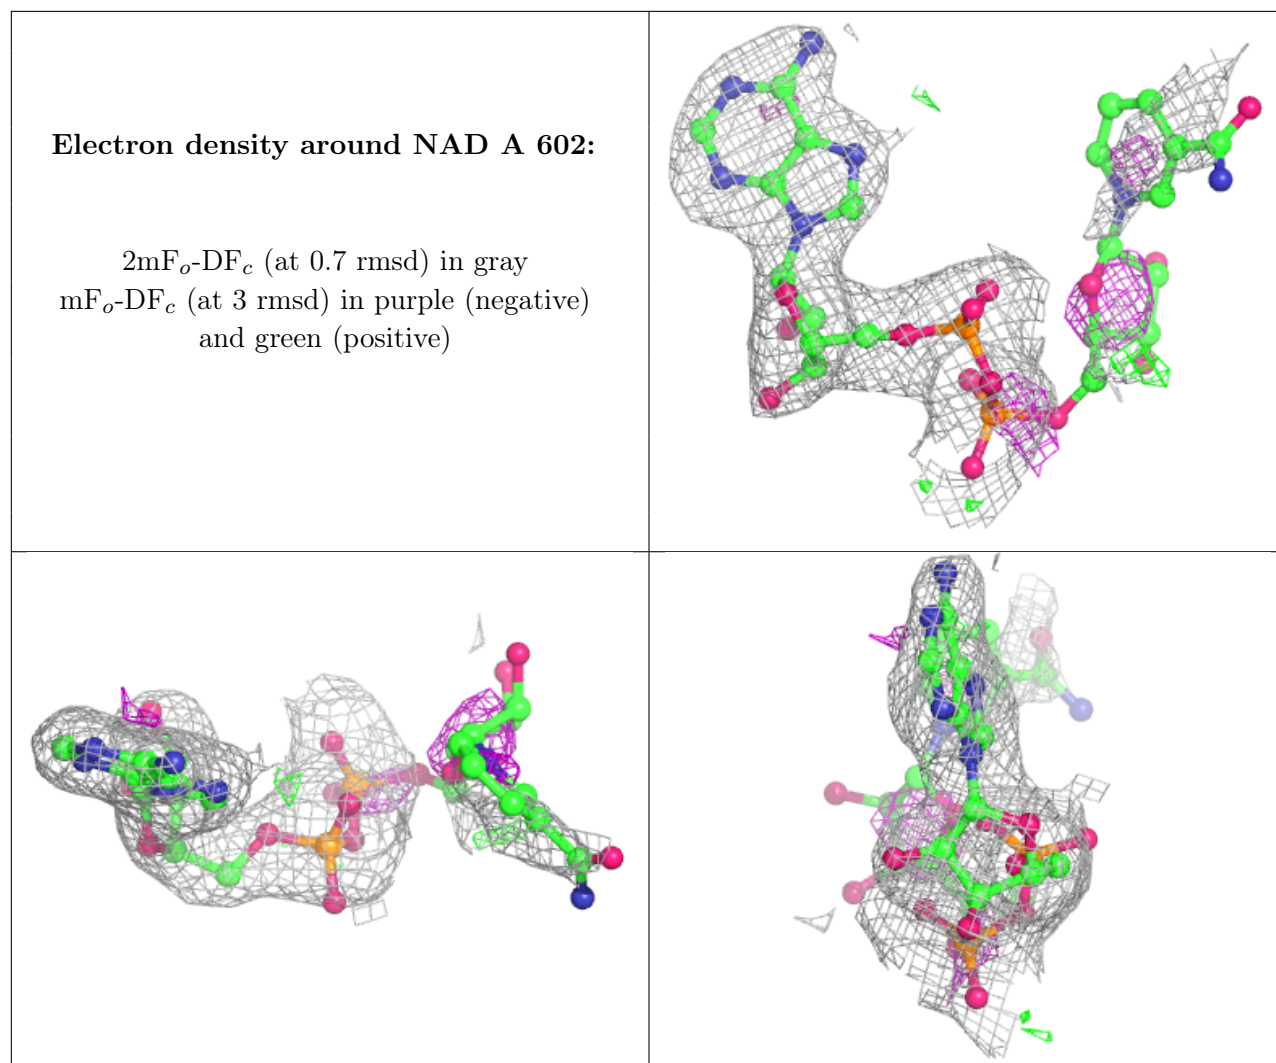 Electron density around NAD A 602:
2mFₒ-DF𝒸 (at 0.7 rmsd) in gray
mFₒ-DF𝒸 (at 3 rmsd) in purple (negative)
and green (positive)